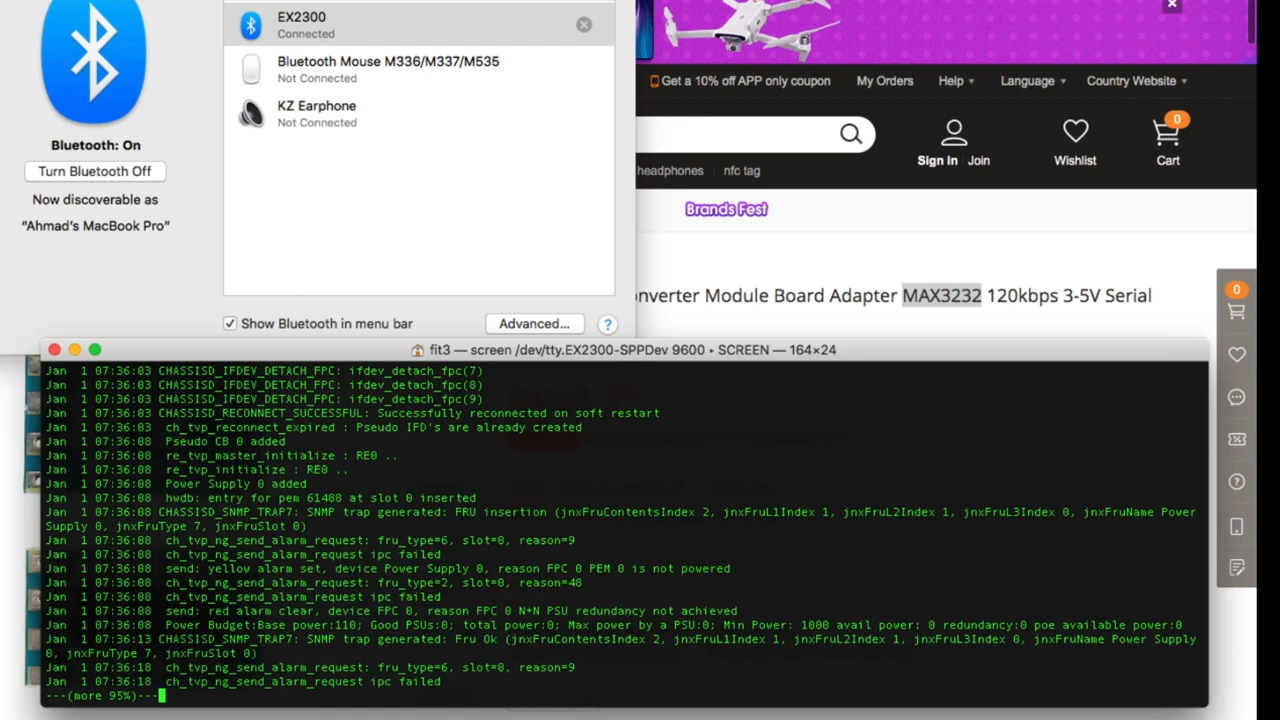 EX2300
Connected
Bluetooth Mouse M336/M337/M535
Not Connected
KZ Earphone
Not Connected
Bluetooth: On
Turn Bluetooth Off
Now discoverable as
“Ahmad's MacBook Pro”
Show Bluetooth in menu bar
Advanced...
?
Get a 10% off APP only coupon
My Orders
Help
Language
Country Website
0
Sign In Join
Wishlist
Cart
headphones
nfc tag
Brands Fest
nverter Module Board Adapter MAX3232 120kbps 3-5V Serial
0
fit3 — screen /dev/tty.EX2300-SPPDev 9600 ▸ SCREEN — 164×24
Jan  1 07:36:03 CHASSISD_IFDEV_DETACH_FPC: ifdev_detach_fpc(7)
Jan  1 07:36:03 CHASSISD_IFDEV_DETACH_FPC: ifdev_detach_fpc(8)
Jan  1 07:36:03 CHASSISD_IFDEV_DETACH_FPC: ifdev_detach_fpc(9)
Jan  1 07:36:03 CHASSISD_RECONNECT_SUCCESSFUL: Successfully reconnected on soft restart
Jan  1 07:36:03  ch_tvp_reconnect_expired : Pseudo IFD's are already created
Jan  1 07:36:08  Pseudo CB 0 added
Jan  1 07:36:08  re_tvp_master_initialize : RE0 ..
Jan  1 07:36:08  re_tvp_initialize : RE0 ..
Jan  1 07:36:08  Power Supply 0 added
Jan  1 07:36:08  hwdb: entry for pem 61488 at slot 0 inserted
Jan  1 07:36:08 CHASSISD_SNMP_TRAP7: SNMP trap generated: FRU insertion (jnxFruContentsIndex 2, jnxFruL1Index 1, jnxFruL2Index 1, jnxFruL3Index 0, jnxFruName Power
Supply 0, jnxFruType 7, jnxFruSlot 0)
Jan  1 07:36:08  ch_tvp_ng_send_alarm_request: fru_type=6, slot=0, reason=9
Jan  1 07:36:08  ch_tvp_ng_send_alarm_request ipc failed
Jan  1 07:36:08  send: yellow alarm set, device Power Supply 0, reason FPC 0 PEM 0 is not powered
Jan  1 07:36:08  ch_tvp_ng_send_alarm_request: fru_type=2, slot=0, reason=48
Jan  1 07:36:08  ch_tvp_ng_send_alarm_request ipc failed
Jan  1 07:36:08  send: red alarm clear, device FPC 0, reason FPC 0 N+N PSU redundancy not achieved
Jan  1 07:36:08  Power Budget:Base power:110; Good PSUs:0; total power:0; Max power by a PSU:0; Min Power: 1000 avail power: 0 redundancy:0 poe available power:0
Jan  1 07:36:13 CHASSISD_SNMP_TRAP7: SNMP trap generated: Fru Ok (jnxFruContentsIndex 2, jnxFruL1Index 1, jnxFruL2Index 1, jnxFruL3Index 0, jnxFruName Power Supply
0, jnxFruType 7, jnxFruSlot 0)
Jan  1 07:36:18  ch_tvp_ng_send_alarm_request: fru_type=6, slot=0, reason=9
Jan  1 07:36:18  ch_tvp_ng_send_alarm_request ipc failed
---(more 95%)---